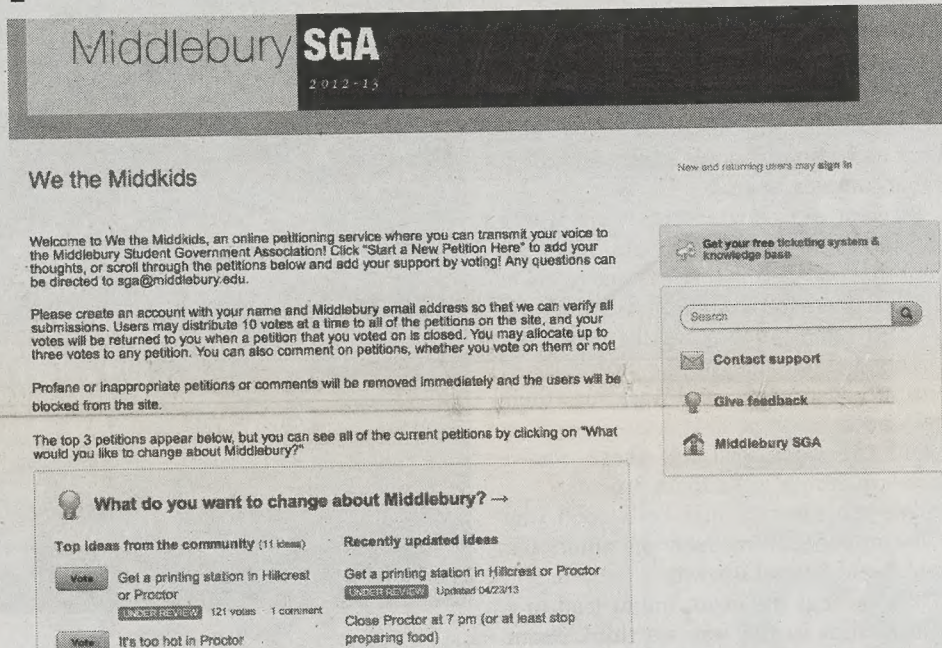 Middlebury SGA
2012-13
We the Middkids
New and returning users may sign in
Welcome to We the Middkids, an online petitioning service where you can transmit your voice to
the Middlebury Student Government Association! Click "Start a New Petition Here" to add your
thoughts, or scroll through the petitions below and add your support by voting! Any questions can
be directed to sga@middlebury.edu.
Please create an account with your name and Middlebury email address so that we can verify all
submissions. Users may distribute 10 votes at a time to all of the petitions on the site, and your
votes will be returned to you when a petition that you voted on is closed. You may allocate up to
three votes to any petition. You can also comment on petitions, whether you vote on them or not!
Profane or inappropriate petitions or comments will be removed immediately and the users will be
blocked from the site.
The top 3 petitions appear below, but you can see all of the current petitions by clicking on "What
would you like to change about Middlebury?"
Get your free ticketing system &
knowledge base
Search
Contact support
Give feedback
Middlebury SGA
What do you want to change about Middlebury? →
Top ideas from the community (11 ideas)
Vote
Get a printing station in Hillcrest
or Proctor
UNDER REVIEW 121 votes 1 comment
Vote
It's too hot in Proctor
Recently updated ideas
Get a printing station in Hillcrest or Proctor
UNDER REVIEW Updated 04/23/13
Close Proctor at 7 pm (or at least stop
preparing food)